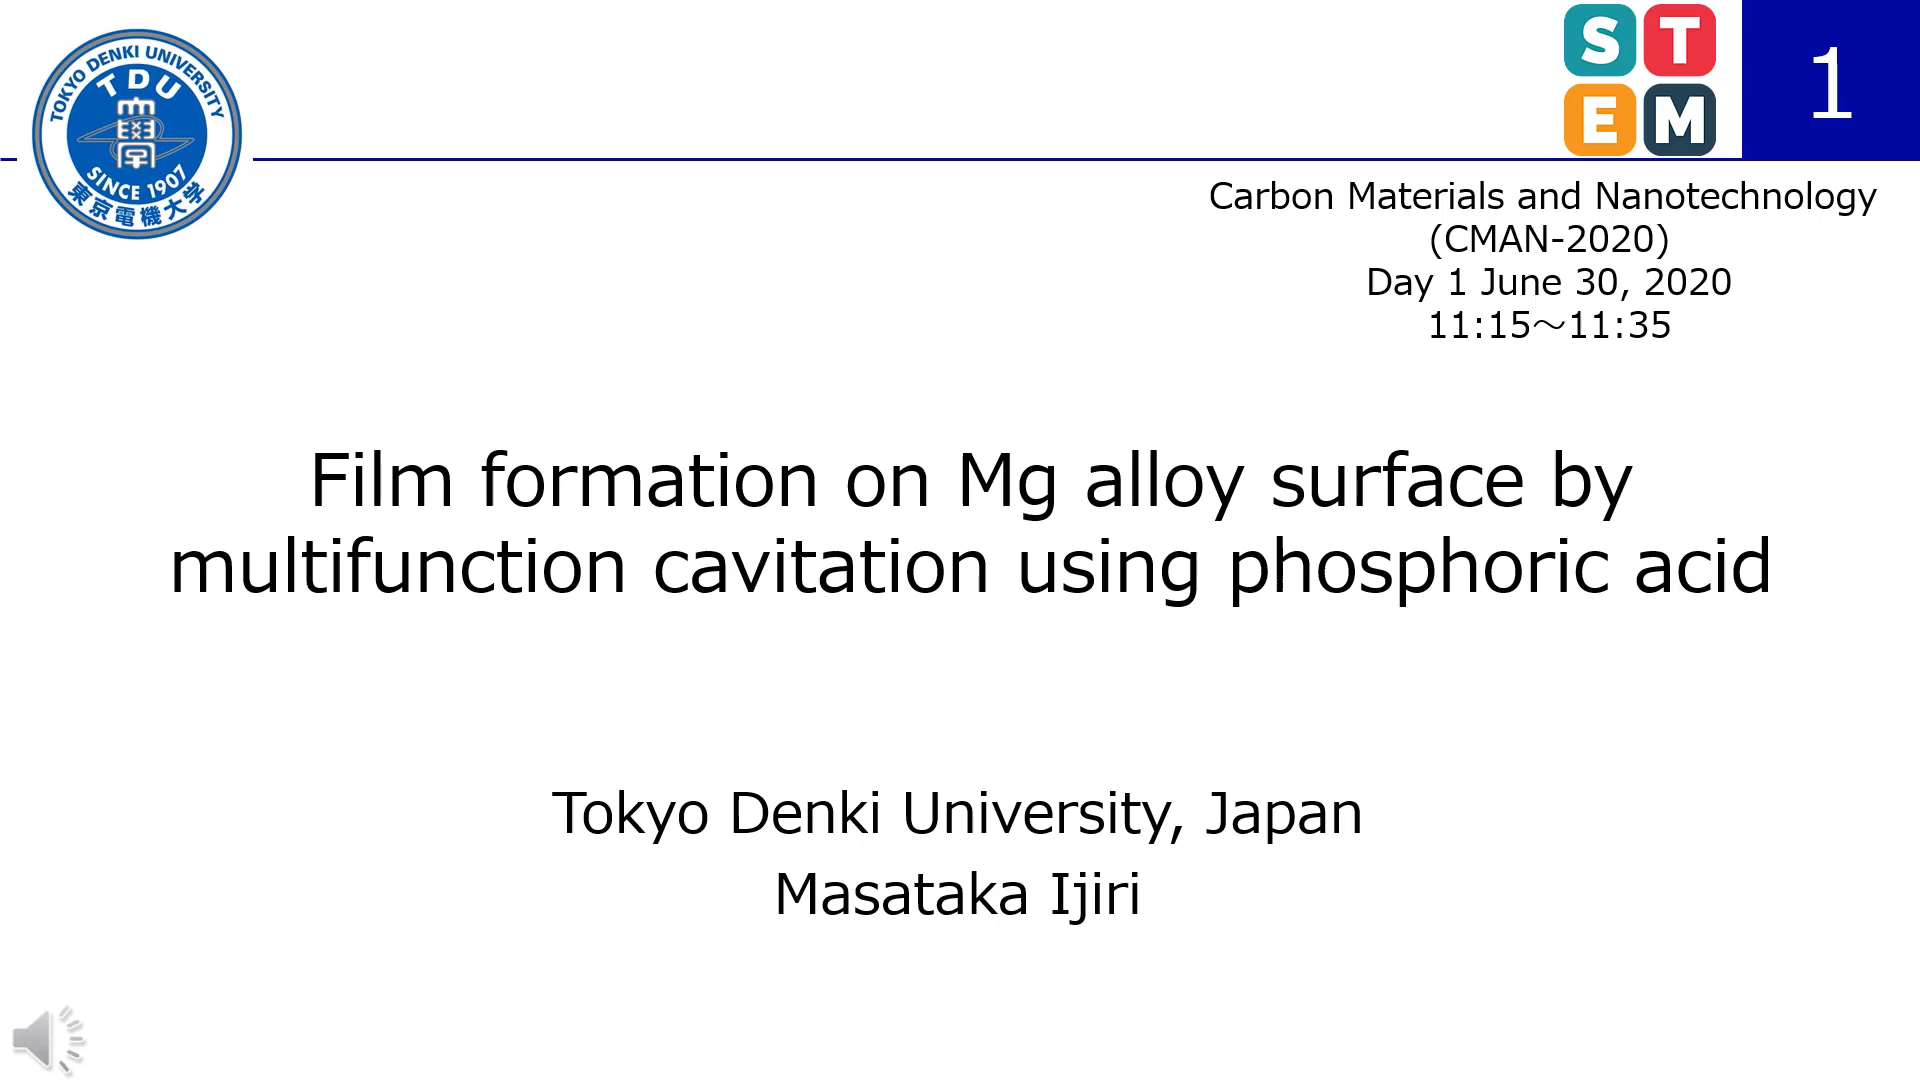 TOKYO DENKI UNIVERSITY
TDU
大學
SINCE 1907
東京電機大学
S T
E M
1
Carbon Materials and Nanotechnology
(CMAN-2020)
Day 1 June 30, 2020
11:15～11:35
Film formation on Mg alloy surface by
multifunction cavitation using phosphoric acid
Tokyo Denki University, Japan
Masataka Ijiri